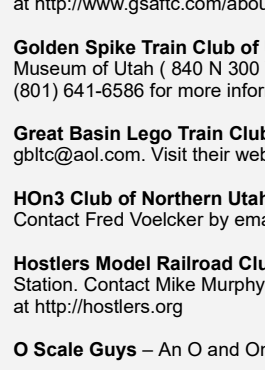 at http://www.gsaftc.com/abou
Golden Spike Train Club of
Museum of Utah ( 840 N 300
(801) 641-6586 for more infor
Great Basin Lego Train Club
gbltc@aol.com. Visit their web
HOn3 Club of Northern Utah
Contact Fred Voelcker by ema
Hostlers Model Railroad Clu
Station. Contact Mike Murphy
at http://hostlers.org
O Scale Guys – An O and On